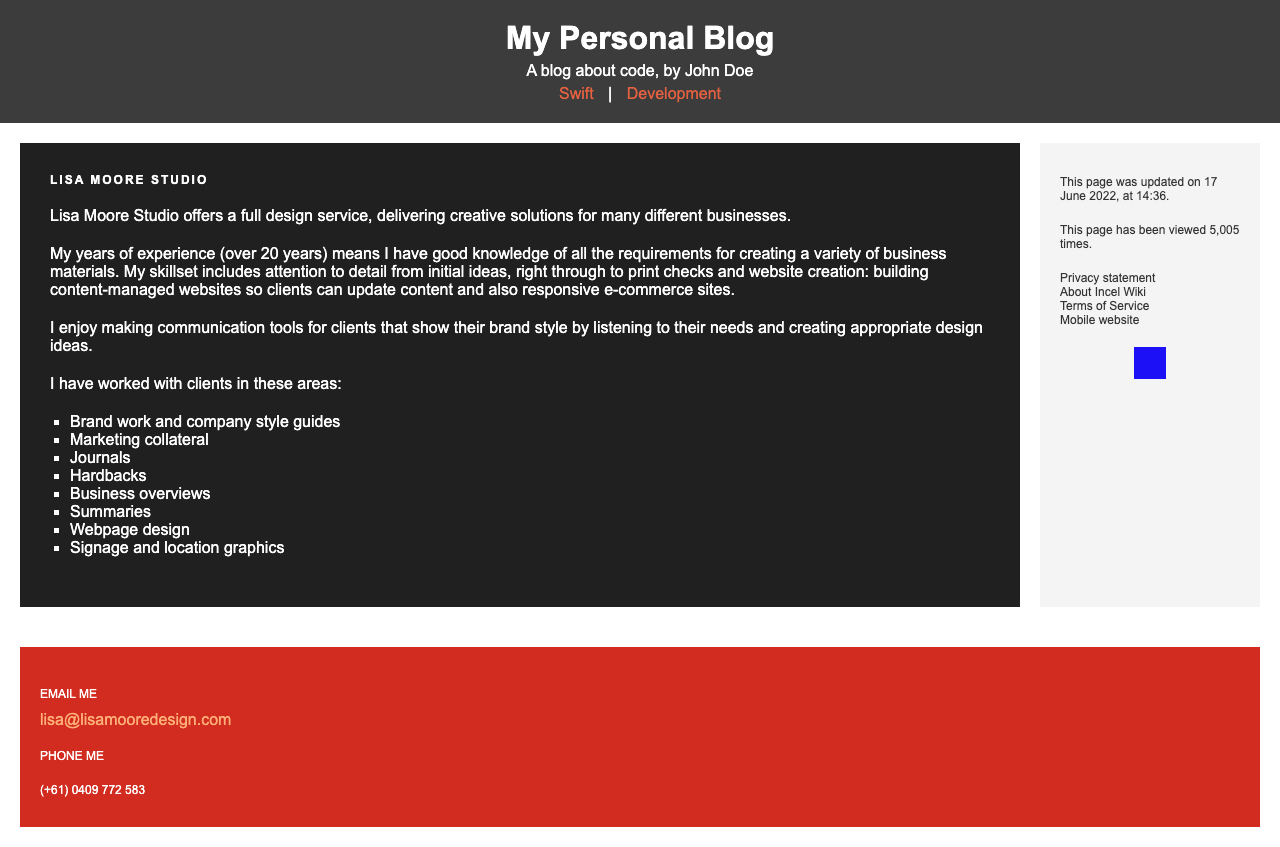 My Personal Blog
A blog about code, by John Doe
Swift | Development
LISA MOORE STUDIO
Lisa Moore Studio offers a full design service, delivering creative solutions for many different businesses.
My years of experience (over 20 years) means I have good knowledge of all the requirements for creating a variety of business
materials. My skillset includes attention to detail from initial ideas, right through to print checks and website creation: building
content-managed websites so clients can update content and also responsive e-commerce sites.
I enjoy making communication tools for clients that show their brand style by listening to their needs and creating appropriate design
ideas.
I have worked with clients in these areas:
Brand work and company style guides
Marketing collateral
Journals
Hardbacks
Business overviews
Summaries
Webpage design
Signage and location graphics
This page was updated on 17
June 2022, at 14:36.
This page has been viewed 5,005
times.
Privacy statement
About Incel Wiki
Terms of Service
Mobile website
EMAIL ME
lisa@lisamooredesign.com
PHONE ME
(+61) 0409 772 583